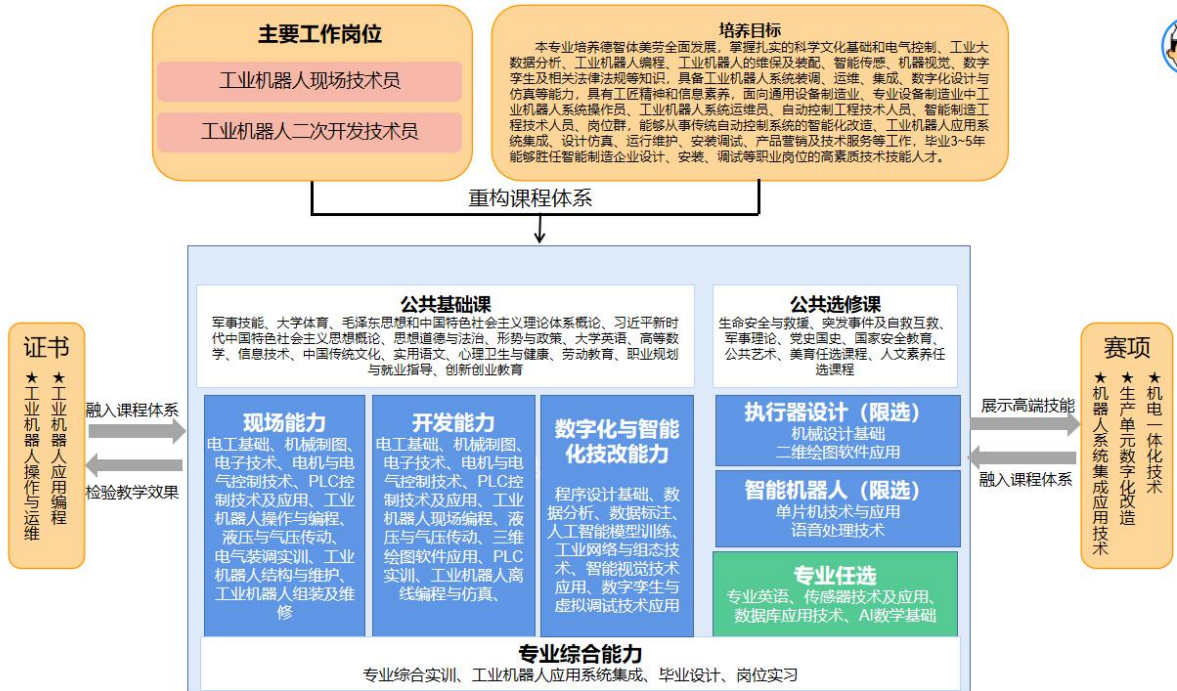 主要工作岗位
工业机器人现场技术员
工业机器人二次开发技术员
培养目标
本专业培养德智体美劳全面发展，掌握扎实的科学文化基础和电气控制、工业大
数据分析、工业机器人编程、工业机器人的维保及装配、智能传感、机器视觉、数字
孪生及相关法律法规等知识，具备工业机器人系统装调、运维、集成、数字化设计与
仿真等能力，具有工匠精神和信息素养，面向通用设备制造业，专业设备制造业中工
业机器人系统操作员、工业机器人系统运维员、自动控制工程技术人员、智能制造工
程技术人员、岗位群，能够从事传统自动控制系统的智能化改造、工业机器人应用系
统集成、设计仿真、运行维护、安装调试、产品营销及技术服务等工作，毕业3~5年
能够胜任智能制造企业设计、安装、调试等职业岗位的高素质技术技能人才。
重构课程体系
公共基础课
军事技能、大学体育、毛泽东思想和中国特色社会主义理论体系概论、习近平新时
代中国特色社会主义思想概论、思想道德与法治、形势与政策、大学英语、高等数
学、信息技术、中国传统文化、实用语文、心理卫生与健康、劳动教育、职业规划
与就业指导、创新创业教育
公共选修课
生命安全与救援、突发事件及自救互救、
军事理论、党史国史、国家安全教育、
公共艺术、美育任选课程、人文素养任
选课程
证书
★工业机器人应用编程
★工业机器人操作与运维
融入课程体系
检验教学效果
现场能力
电工基础、机械制图、
电子技术、电机与电
气控制技术、PLC控
制技术及应用、工业
机器人操作与编程、
液压与气压传动、
电气装调实训、工业
机器人结构与维护、
工业机器人组装及维
修
开发能力
电工基础、机械制图、
电子技术、电机与电
气控制技术、PLC控
制技术及应用、工业
机器人现场编程、液
压与气压传动、三维
绘图软件应用、PLC
实训、工业机器人离
线编程与仿真、
数字化与智能
化技改能力
程序设计基础、数
据分析、数据标注、
人工智能模型训练、
工业网络与组态技
术、智能视觉技术
应用、数字孪生与
虚拟调试技术应用
执行器设计（限选）
机械设计基础
二维绘图软件应用
智能机器人（限选）
单片机技术与应用
语音处理技术
专业任选
专业英语、传感器技术及应用、
数据库应用技术、AI数学基础
专业综合能力
专业综合实训、工业机器人应用系统集成、毕业设计、岗位实习
展示高端技能
融入课程体系
赛项
★机电一体化技术
★生产单元数字化改造
★机器人系统集成应用技术